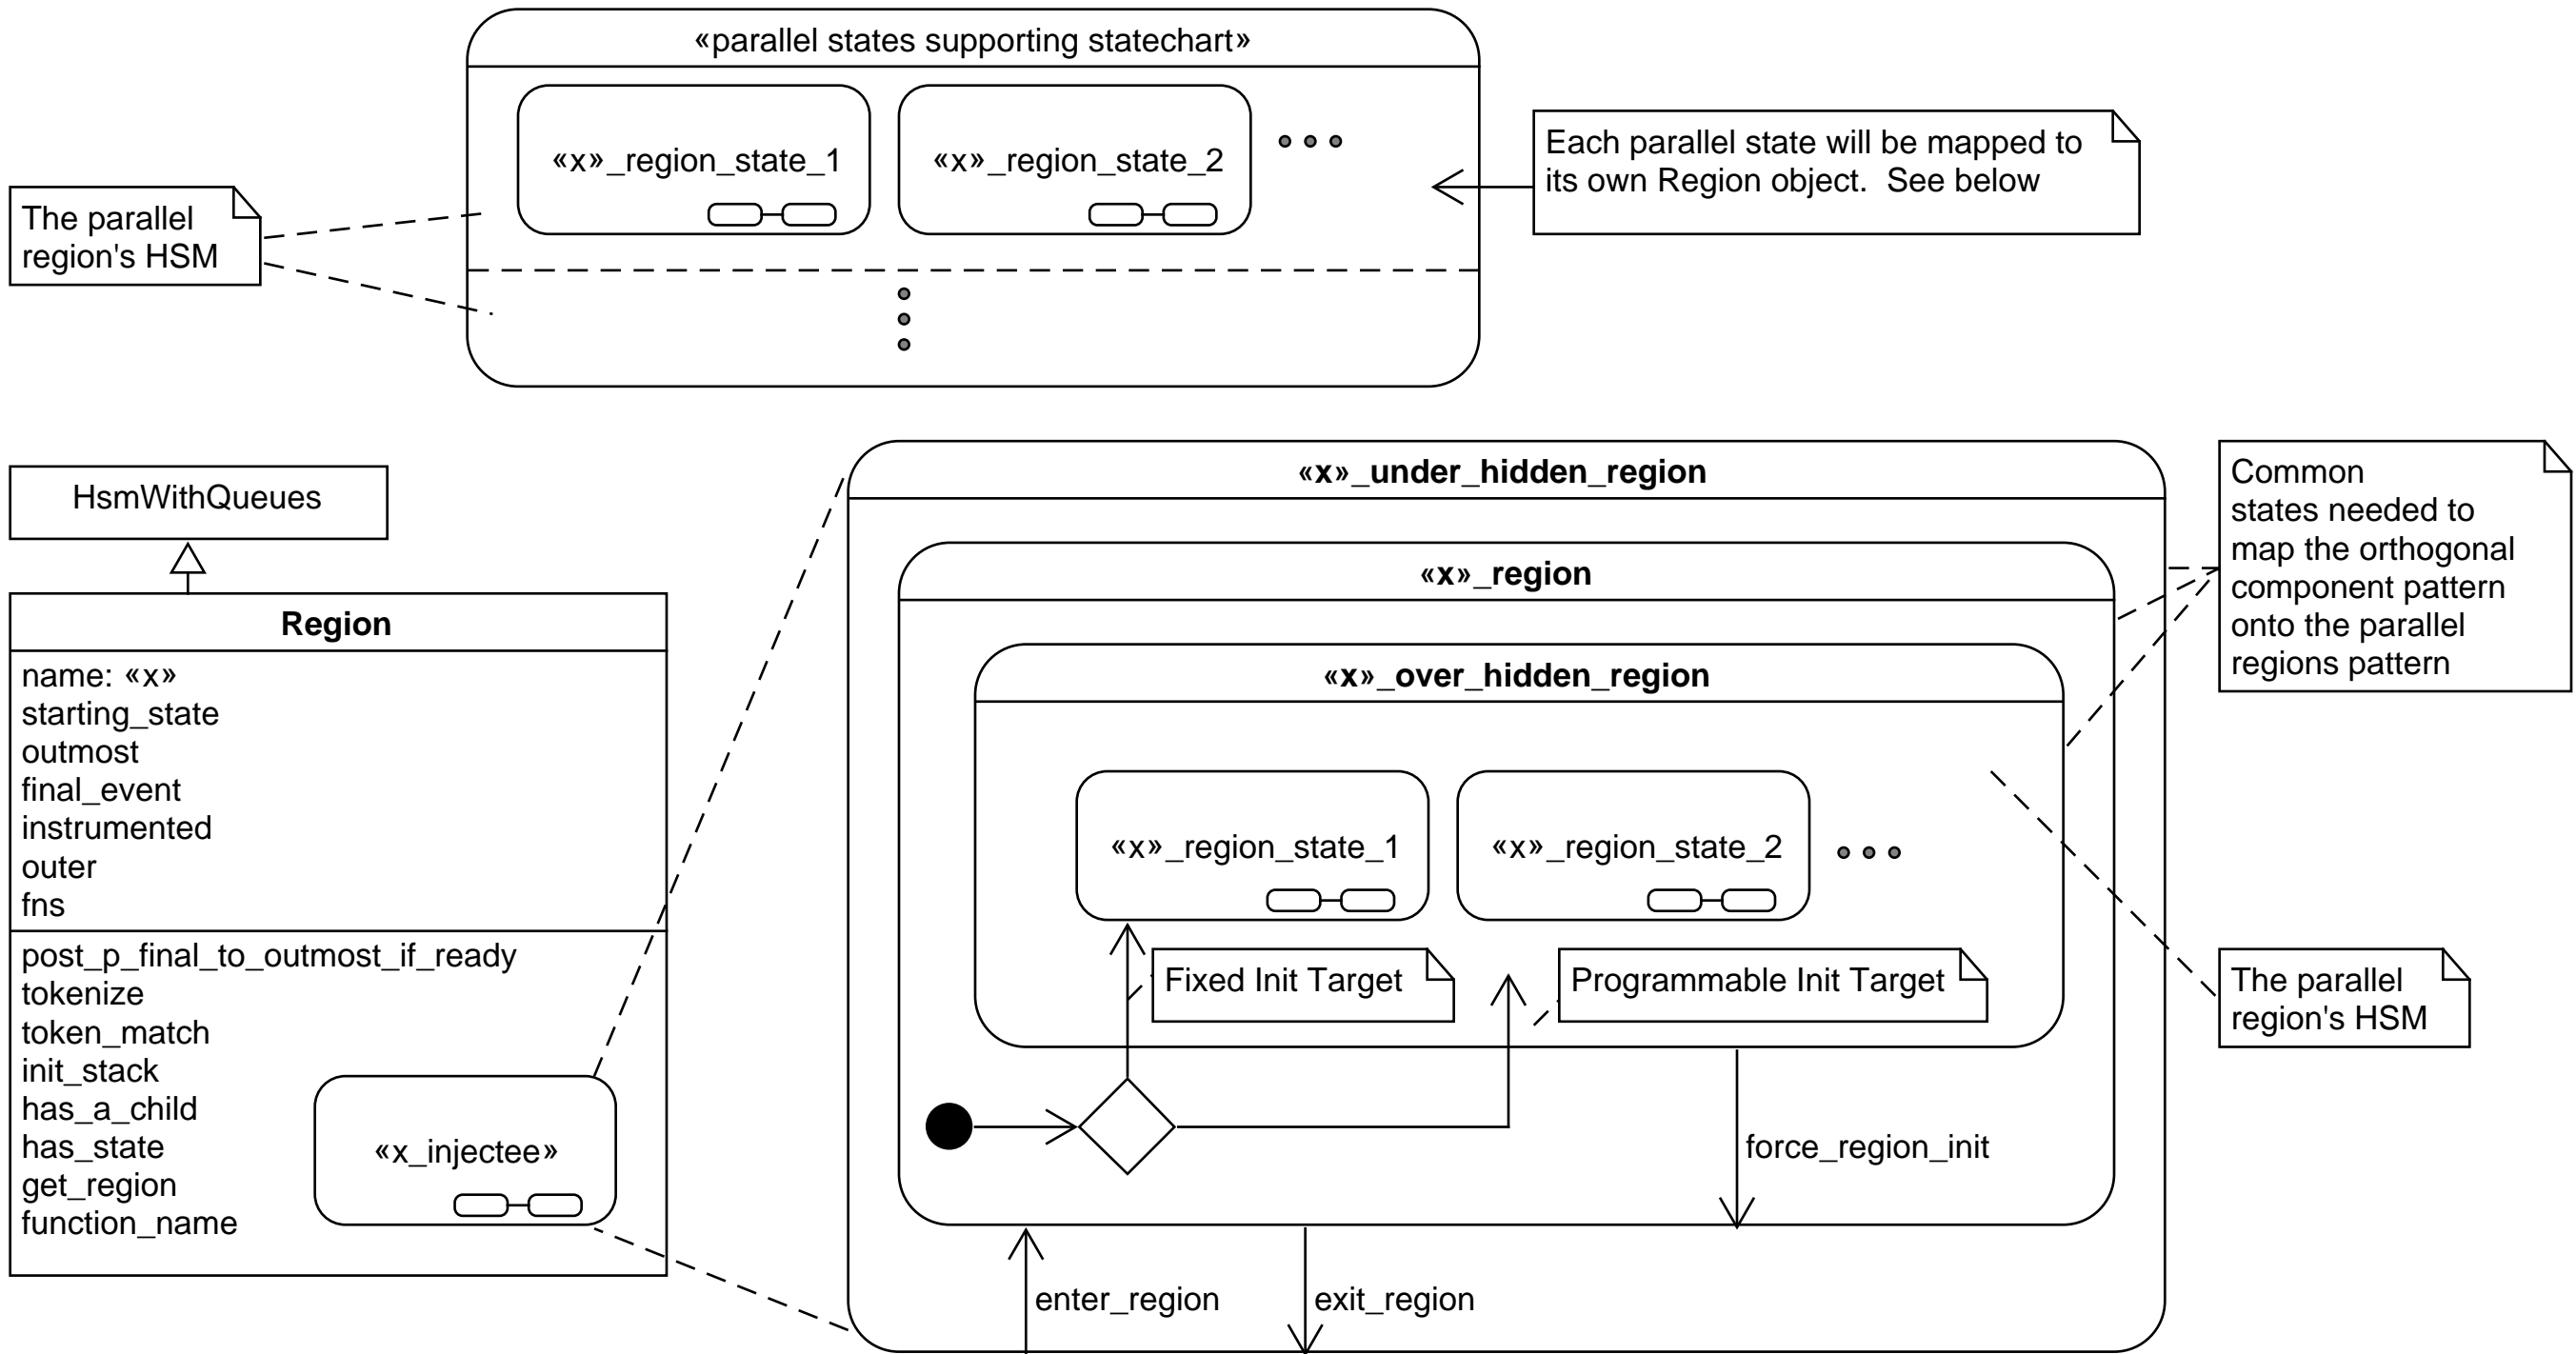 «parallel states supporting statechart»
«x»_region_state_1
«x»_region_state_2
Each parallel state will be mapped to
its own Region object.  See below
The parallel
region's HSM
HsmWithQueues
Region
name: «x»
starting_state
outmost
final_event
instrumented
outer
fns
post_p_final_to_outmost_if_ready
tokenize
token_match
init_stack
has_a_child
has_state
get_region
function_name
«x_injectee»
«x»_under_hidden_region
«x»_region
«x»_over_hidden_region
«x»_region_state_1
«x»_region_state_2
Fixed Init Target
Programmable Init Target
force_region_init
enter_region
exit_region
Common
states needed to
map the orthogonal
component pattern
onto the parallel
regions pattern
The parallel
region's HSM